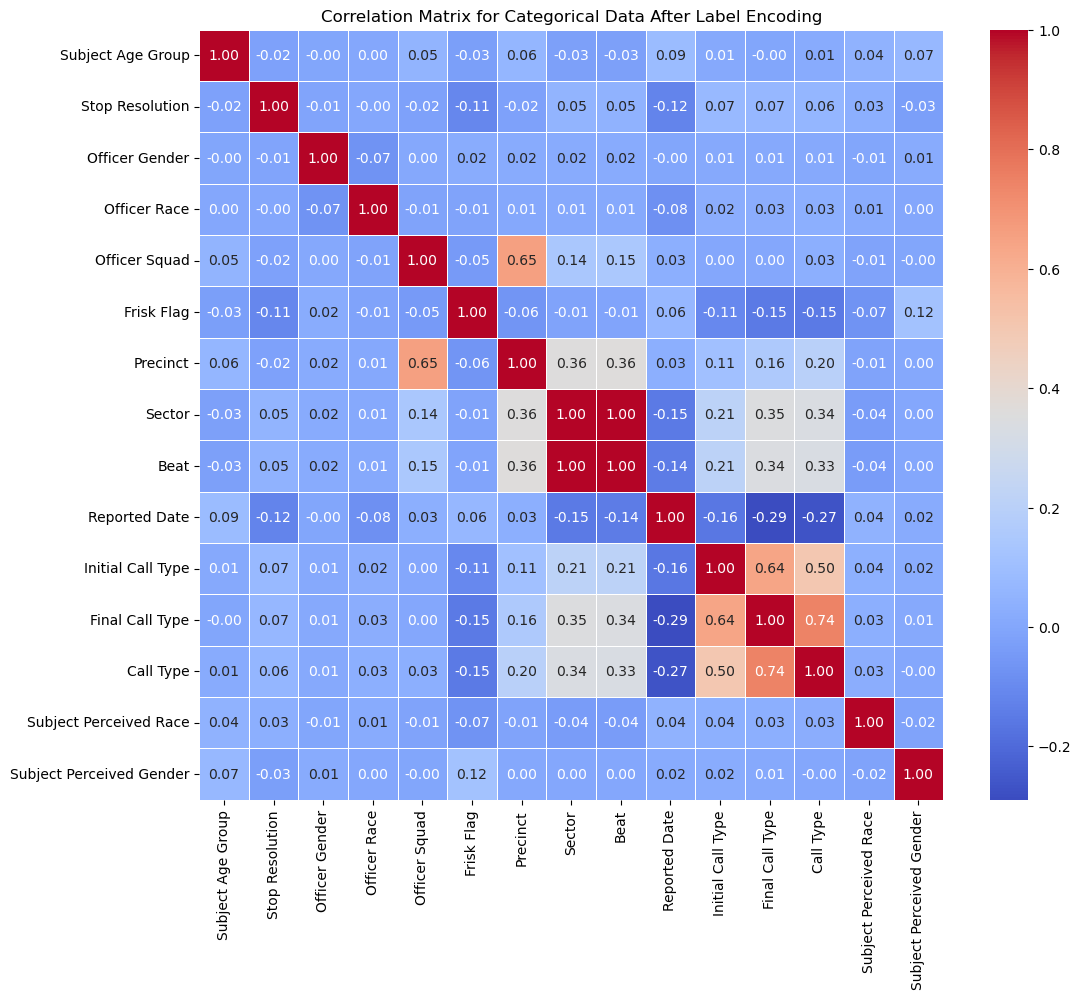 Correlation Matrix for Categorical Data After Label Encoding
Subject Age Group 1.00 -0.02 -0.00 0.00 0.05 -0.03 0.06 -0.03 -0.03 0.09 0.01 -0.00 0.01 0.04 0.07
Stop Resolution -0.02 1.00 -0.01 -0.00 -0.02 -0.11 -0.02 0.05 0.05 -0.12 0.07 0.07 0.06 0.03 -0.03
Officer Gender -0.00 -0.01 1.00 -0.07 0.00 0.02 0.02 0.02 0.02 -0.00 0.01 0.01 0.01 -0.01 0.01
Officer Race 0.00 -0.00 -0.07 1.00 -0.01 -0.01 0.01 0.01 0.01 -0.08 0.02 0.03 0.03 0.01 0.00
Officer Squad 0.05 -0.02 0.00 -0.01 1.00 -0.05 0.65 0.14 0.15 0.03 0.00 0.00 0.03 -0.01 -0.00
Frisk Flag -0.03 -0.11 0.02 -0.01 -0.05 1.00 -0.06 -0.01 -0.01 0.06 -0.11 -0.15 -0.15 -0.07 0.12
Precinct 0.06 -0.02 0.02 0.01 0.65 -0.06 1.00 0.36 0.36 0.03 0.11 0.16 0.20 -0.01 0.00
Sector -0.03 0.05 0.02 0.01 0.14 -0.01 0.36 1.00 1.00 -0.15 0.21 0.35 0.34 -0.04 0.00
Beat -0.03 0.05 0.02 0.01 0.15 -0.01 0.36 1.00 1.00 -0.14 0.21 0.34 0.33 -0.04 0.00
Reported Date 0.09 -0.12 -0.00 -0.08 0.03 0.06 0.03 -0.15 -0.14 1.00 -0.16 -0.29 -0.27 0.04 0.02
Initial Call Type 0.01 0.07 0.01 0.02 0.00 -0.11 0.11 0.21 0.21 -0.16 1.00 0.64 0.50 0.04 0.02
Final Call Type -0.00 0.07 0.01 0.03 0.00 -0.15 0.16 0.35 0.34 -0.29 0.64 1.00 0.74 0.03 0.01
Call Type 0.01 0.06 0.01 0.03 0.03 -0.15 0.20 0.34 0.33 -0.27 0.50 0.74 1.00 0.03 -0.00
Subject Perceived Race 0.04 0.03 -0.01 0.01 -0.01 -0.07 -0.01 -0.04 -0.04 0.04 0.04 0.03 0.03 1.00 -0.02
Subject Perceived Gender 0.07 -0.03 0.01 0.00 -0.00 0.12 0.00 0.00 0.00 0.02 0.02 0.01 -0.00 -0.02 1.00
Subject Age Group
Stop Resolution
Officer Gender
Officer Race
Officer Squad
Frisk Flag
Precinct
Sector
Beat
Reported Date
Initial Call Type
Final Call Type
Call Type
Subject Perceived Race
Subject Perceived Gender
1.0
0.8
0.6
0.4
0.2
0.0
−0.2